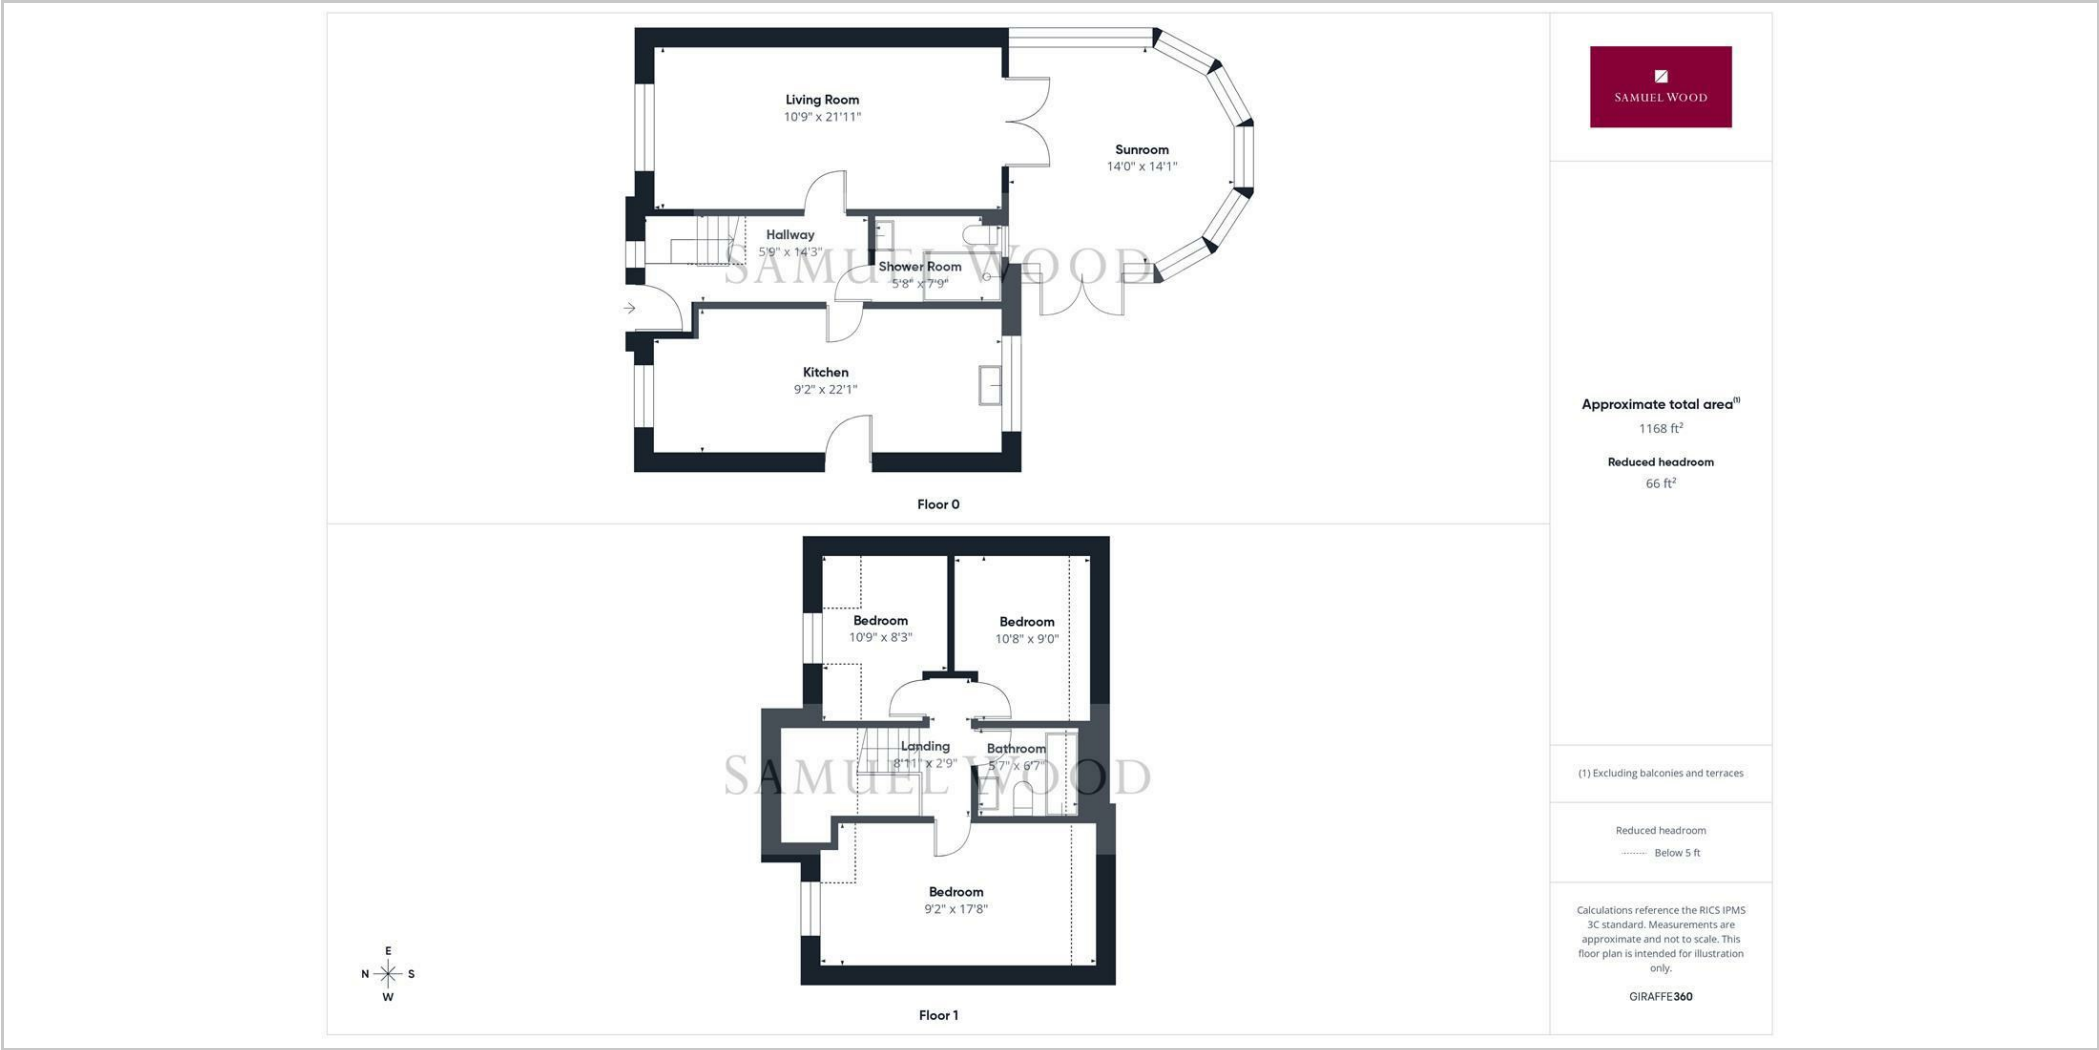 Living Room
10'9" x 21'11"
Sunroom
14'0" x 14'1"
Hallway
5'9" x 14'3"
Shower Room
5'8" x 7'9"
SAMUEL WOOD
Kitchen
9'2" x 22'1"
Floor 0
Bedroom
10'9" x 8'3"
Bedroom
10'8" x 9'0"
Landing
8'11" x 2'9"
Bathroom
5'7" x 6'7"
SAMUEL WOOD
Bedroom
9'2" x 17'8"
E
N S
W
Floor 1
SAMUEL WOOD
Approximate total area(1)
1168 ft²
Reduced headroom
66 ft²
(1) Excluding balconies and terraces
Reduced headroom
Below 5 ft
Calculations reference the RICS IPMS
3C standard. Measurements are
approximate and not to scale. This
floor plan is intended for illustration
only.
GIRAFFE360